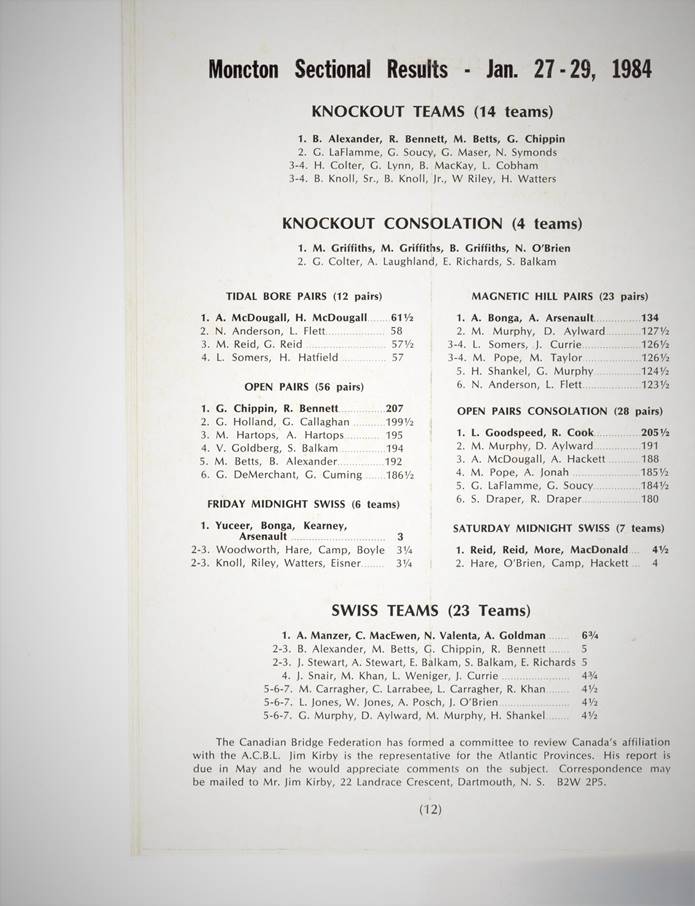 Moncton Sectional Results - Jan. 27-29, 1984
KNOCKOUT TEAMS (14 teams)
1. B. Alexander, R. Bennett, M. Betts, G. Chippin
2. G. LaFlamme, G. Soucy, G. Maser, N. Symonds
3-4. H. Colter, G. Lynn, B. MacKay, L. Cobham
3-4. B. Knoll, Sr., B. Knoll, Jr., W Riley, H. Watters
KNOCKOUT CONSOLATION (4 teams)
1. M. Griffiths, M. Griffiths, B. Griffiths, N. O'Brien
2. G. Colter, A. Laughland, E. Richards, S. Balkam
TIDAL BORE PAIRS (12 pairs)
1. A. McDougall, H. McDougall.......61½
2. N. Anderson, L. Flett.................... 58
3. M. Reid, G. Reid ........................ 57½
4. L. Somers, H. Hatfield ............... 57
OPEN PAIRS (56 pairs)
1. G. Chippin, R. Bennett................207
2. G. Holland, G. Callaghan ...........199½
3. M. Hartops, A. Hartops............ 195
4. V. Goldberg, S. Balkam ..............194
5. M. Betts, B. Alexander................192
6. G. DeMerchant, G. Cuming .......186½
FRIDAY MIDNIGHT SWISS (6 teams)
1. Yuceer, Bonga, Kearney,
Arsenault ............................... 3
2-3. Woodworth, Hare, Camp, Boyle 3¼
2-3. Knoll, Riley, Watters, Eisner........ 3¼
MAGNETIC HILL PAIRS (23 pairs)
1. A. Bonga, A. Arsenault................134
2. M. Murphy, D. Aylward ...........127½
3-4. L. Somers, J. Currie....................126½
3-4. M. Pope, M. Taylor ...................126½
5. H. Shankel, G. Murphy................124½
6. N. Anderson, L. Flett....................123½
OPEN PAIRS CONSOLATION (28 pairs)
1. L. Goodspeed, R. Cook................205½
2. M. Murphy, D. Aylward................191
3. A. McDougall, A. Hackett ...........188
4. M. Pope, A. Jonah ........................185½
5. G. LaFlamme, G. Soucy................184½
6. S. Draper, R. Draper....................180
SATURDAY MIDNIGHT SWISS (7 teams)
1. Reid, Reid, More, MacDonald ... 4½
2. Hare, O'Brien, Camp, Hackett ... 4
SWISS TEAMS (23 Teams)
1. A. Manzer, C. MacEwen, N. Valenta, A. Goldman ....... 6¾
2-3. B. Alexander, M. Betts, G. Chippin, R. Bennett ....... 5
2-3. J. Stewart, A. Stewart, E. Balkam, S. Balkam, E. Richards 5
4. J. Snair, M. Khan, L. Weniger, J. Currie ....................... 4¾
5-6-7. M. Carragher, C. Larrabee, L. Carragher, R. Khan........ 4½
5-6-7. L. Jones, W. Jones, A. Posch, J. O'Brien........................ 4½
5-6-7. G. Murphy, D. Aylward, M. Murphy, H. Shankel........ 4½
The Canadian Bridge Federation has formed a committee to review Canada's affiliation
with the A.C.B.L. Jim Kirby is the representative for the Atlantic Provinces. His report is
due in May and he would appreciate comments on the subject. Correspondence may
be mailed to Mr. Jim Kirby, 22 Landrace Crescent, Dartmouth, N. S. B2W 2P5.
(12)